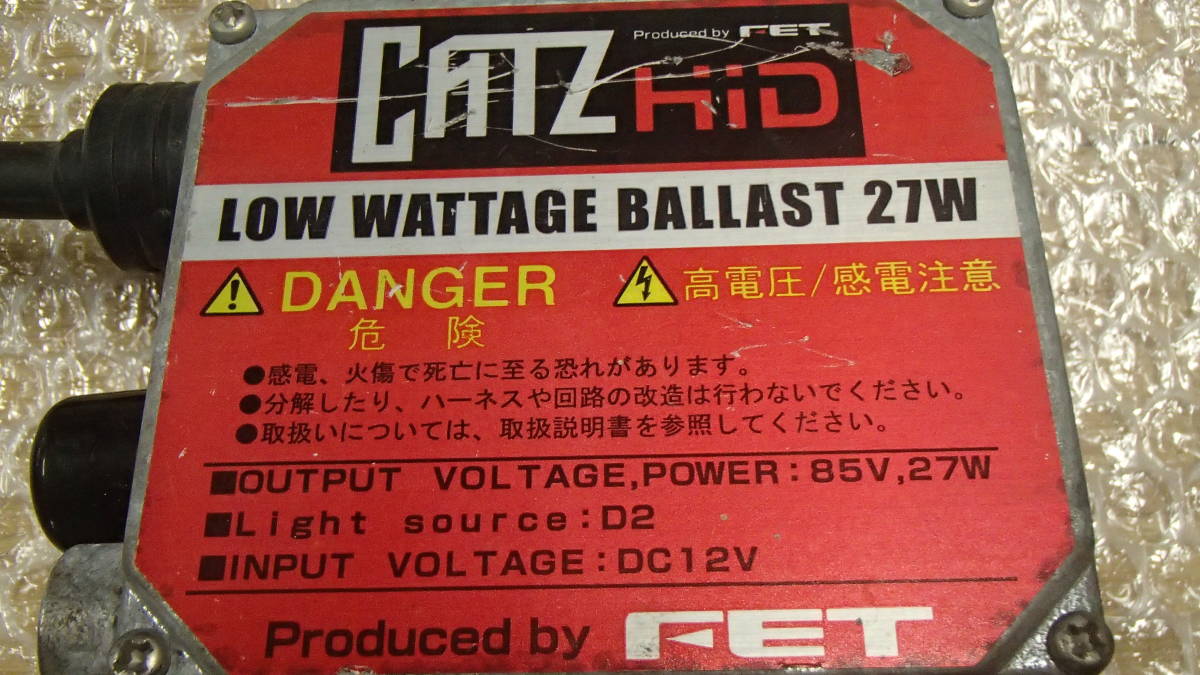 Produced by FET
CATZ HID
LOW WATTAGE BALLAST 27W
DANGER 高電圧/感電注意
危険
●感電、火傷で死亡に至る恐れがあります。
●分解したり、ハーネスや回路の改造は行わないでください。
●取扱いについては、取扱説明書を参照してください。
■OUTPUT VOLTAGE,POWER:85V,27W
■Light source:D2
■INPUT VOLTAGE:DC12V
Produced by FET